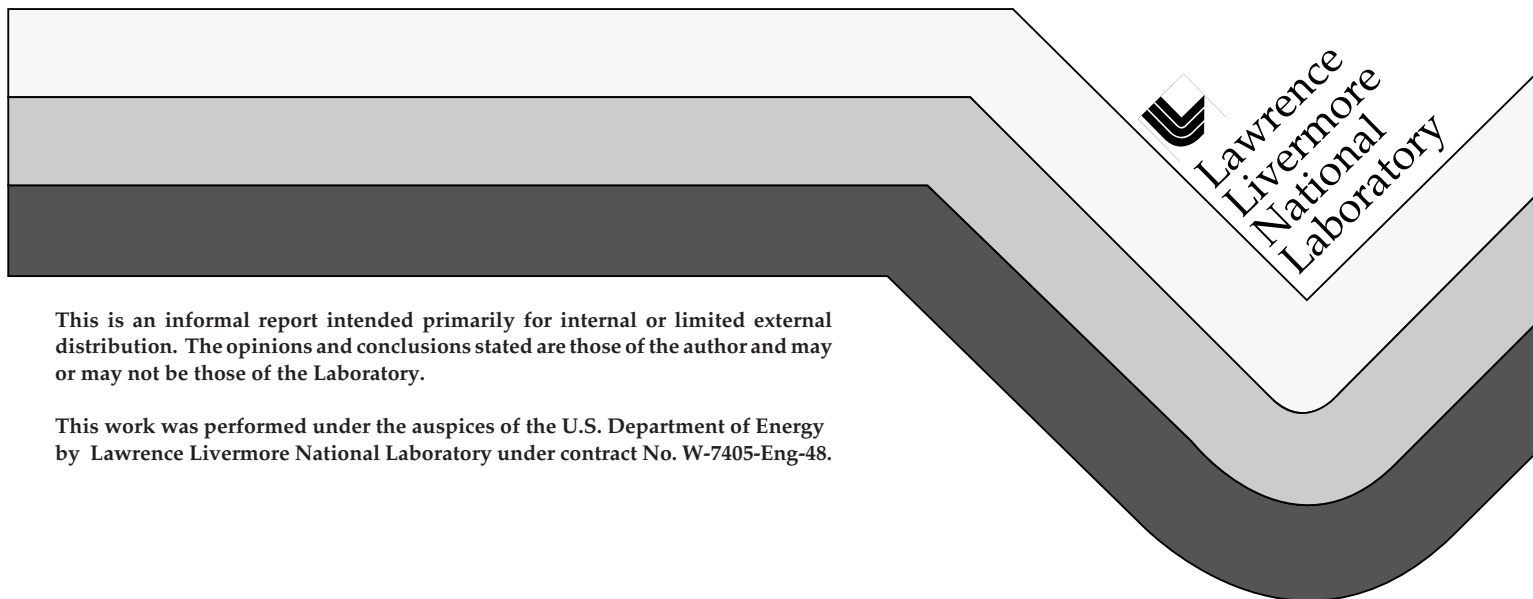 Lawrence
Livermore
National
Laboratory
This is an informal report intended primarily for internal or limited external
distribution. The opinions and conclusions stated are those of the author and may
or may not be those of the Laboratory.
This work was performed under the auspices of the U.S. Department of Energy
by Lawrence Livermore National Laboratory under contract No. W-7405-Eng-48.